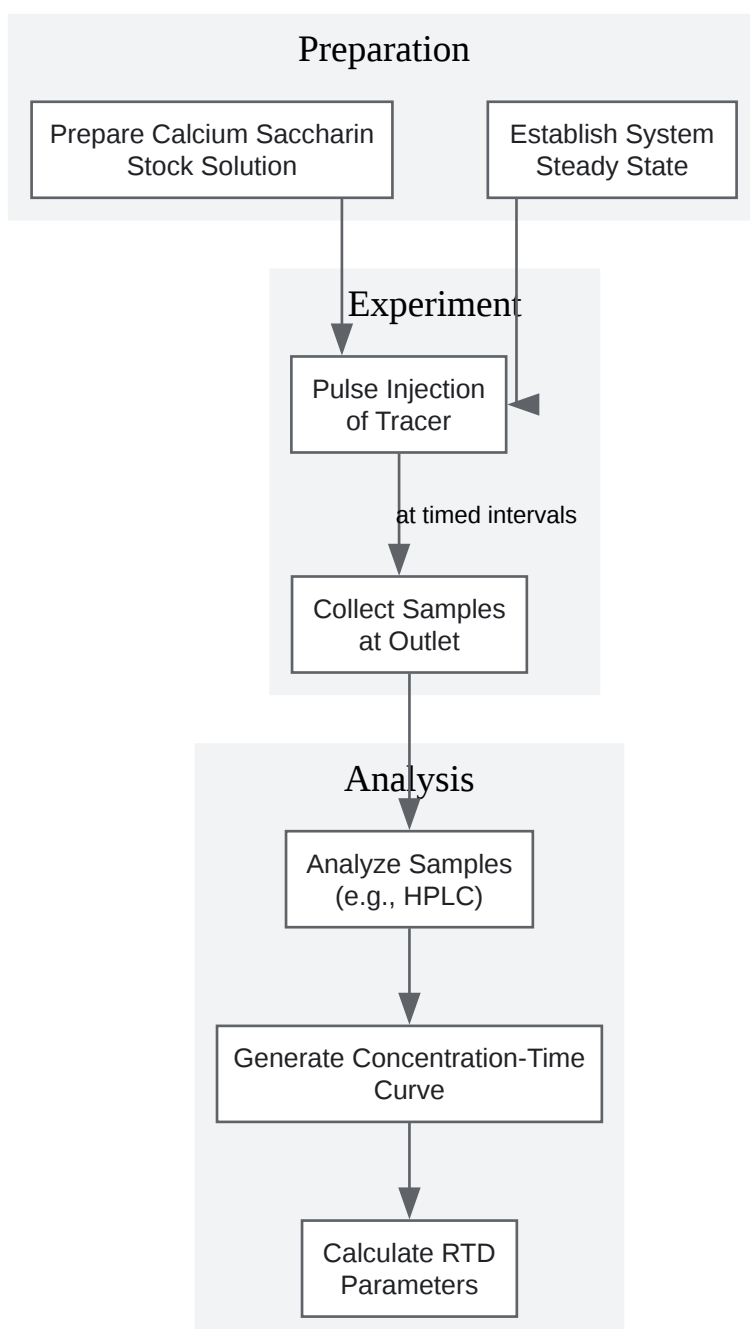 Preparation
Prepare Calcium Saccharin
Stock Solution
Establish System
Steady State
Experiment
Pulse Injection
of Tracer
at timed intervals
Collect Samples
at Outlet
Analysis
Analyze Samples
(e.g., HPLC)
Generate Concentration-Time
Curve
Calculate RTD
Parameters